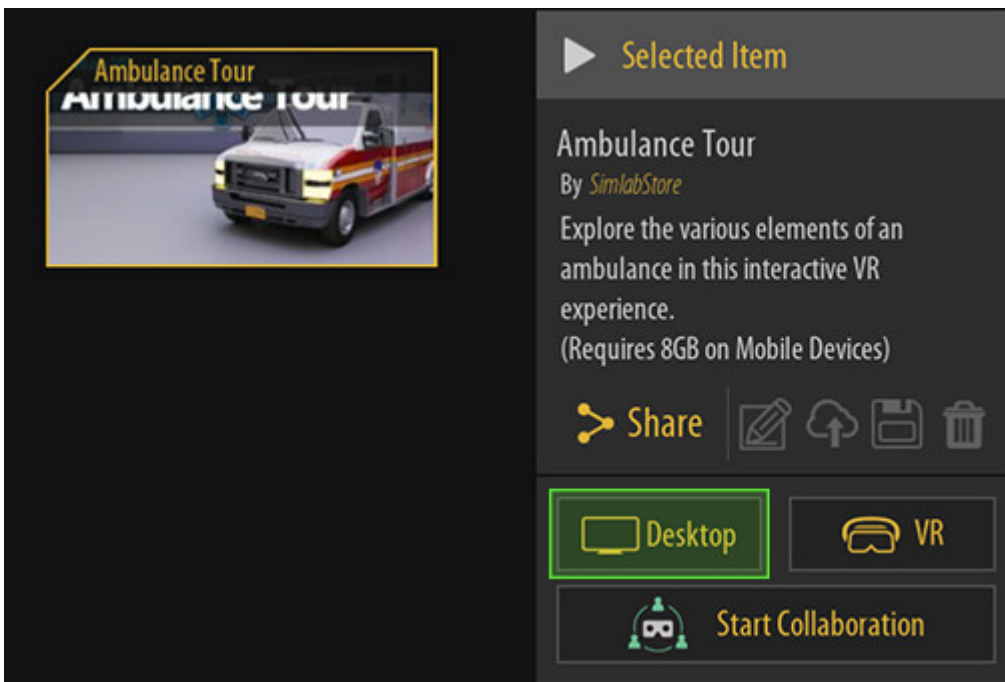 Ambulance Tour
Ambulance Tour
Selected Item
Ambulance Tour
By SimlabStore
Explore the various elements of an
ambulance in this interactive VR
experience.
(Requires 8GB on Mobile Devices)
Share
Desktop
VR
Start Collaboration